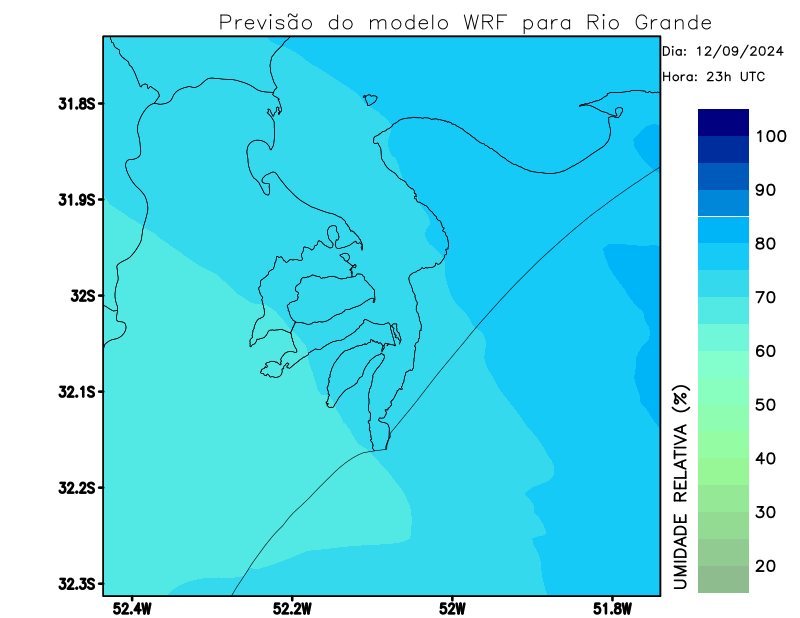 Previsão do modelo WRF para Rio Grande
Dia: 12/09/2024
Hora: 23h UTC
31.8S
31.9S
32S
32.1S
32.2S
32.3S
52.4W
52.2W
52W
51.8W
100
90
80
70
60
50
40
30
20
UMIDADE RELATIVA (%)